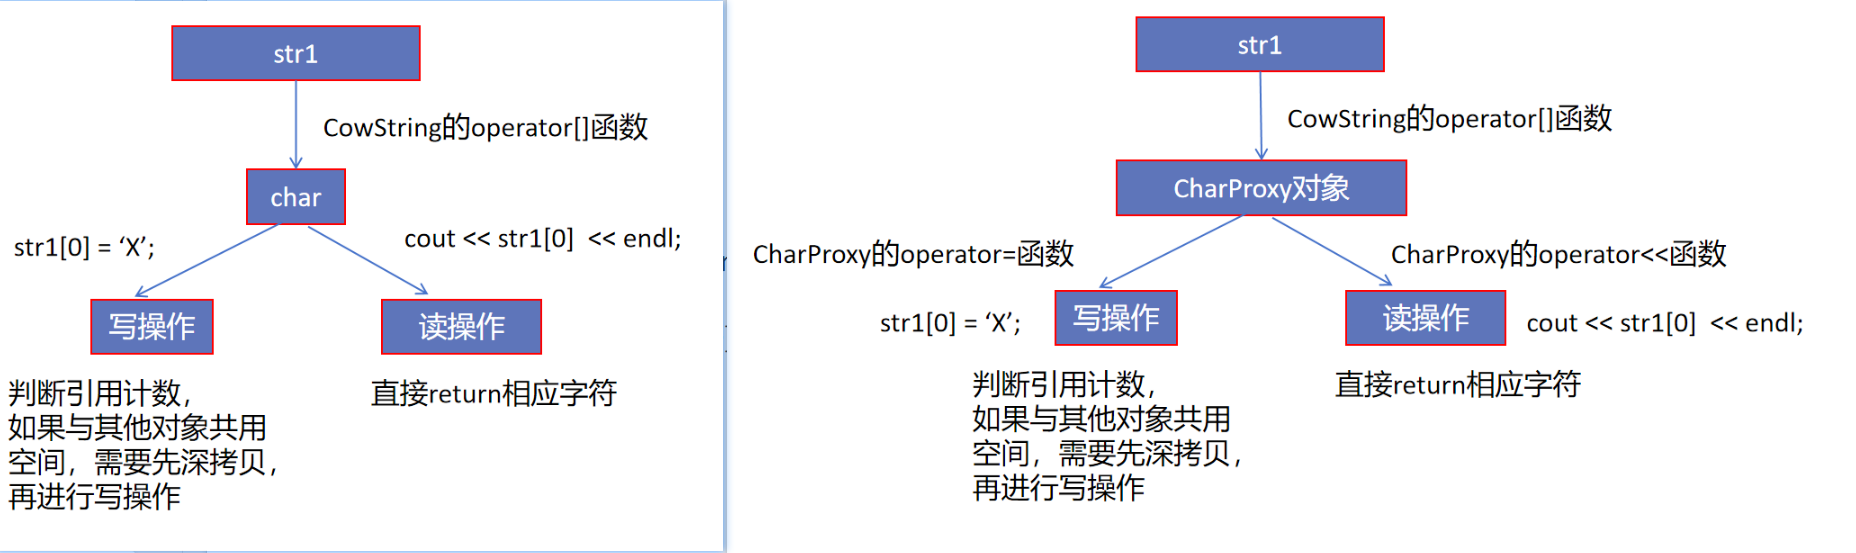 str1
CowString的operator[]函数
char
str1[0] = ‘X’;
cout << str1[0]  << endl;
写操作
读操作
判断引用计数，
如果与其他对象共用
空间，需要先深拷贝，
再进行写操作
直接return相应字符
str1
CowString的operator[]函数
CharProxy对象
CharProxy的operator=函数
CharProxy的operator<<函数
str1[0] = ‘X’;
写操作
读操作
cout << str1[0]  << endl;
判断引用计数，
如果与其他对象共用
空间，需要先深拷贝，
再进行写操作
直接return相应字符